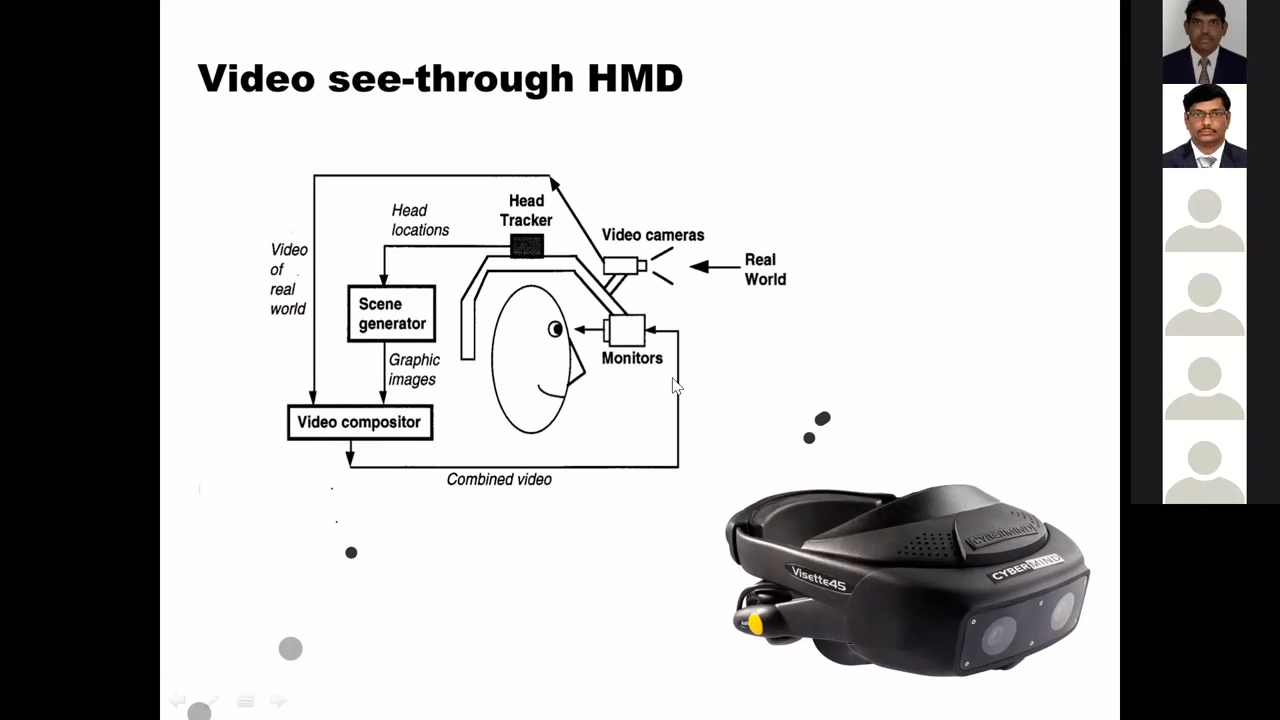 Video see-through HMD
Head
Tracker
Head
locations
Video cameras
Video
of
real
world
Real
World
Scene
generator
Monitors
Graphic
images
Video compositor
Combined video
CYBERMIND
CYBERMIND
Visette45